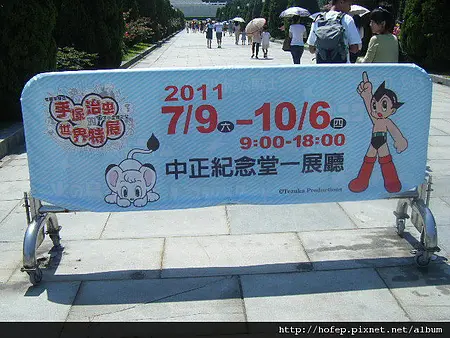 手塚治虫
世界特展
2011
7/9(六)-10/6(四)
9:00-18:00
中正紀念堂一展廳
©Tezuka Productions
http://hofep.pixnet.net/album